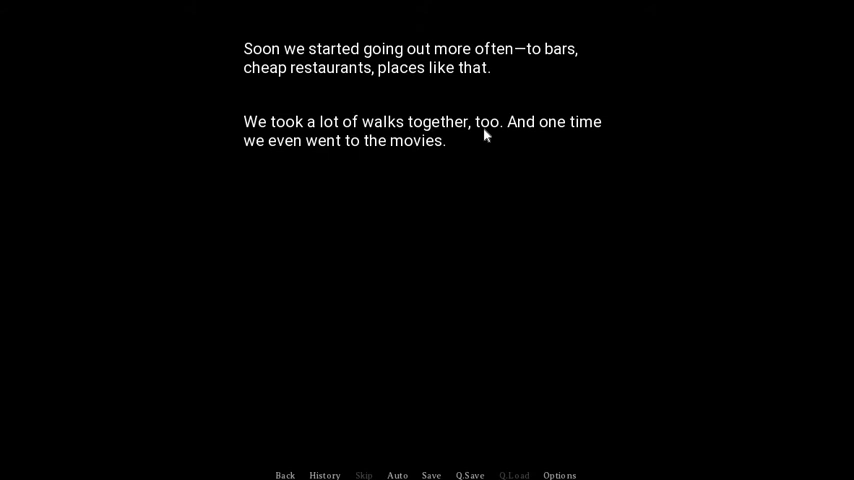 Soon we started going out more often—to bars,
cheap restaurants, places like that.
We took a lot of walks together, too. And one time
we even went to the movies.
Back History Skip Auto Save Q.Save Q.Load Options